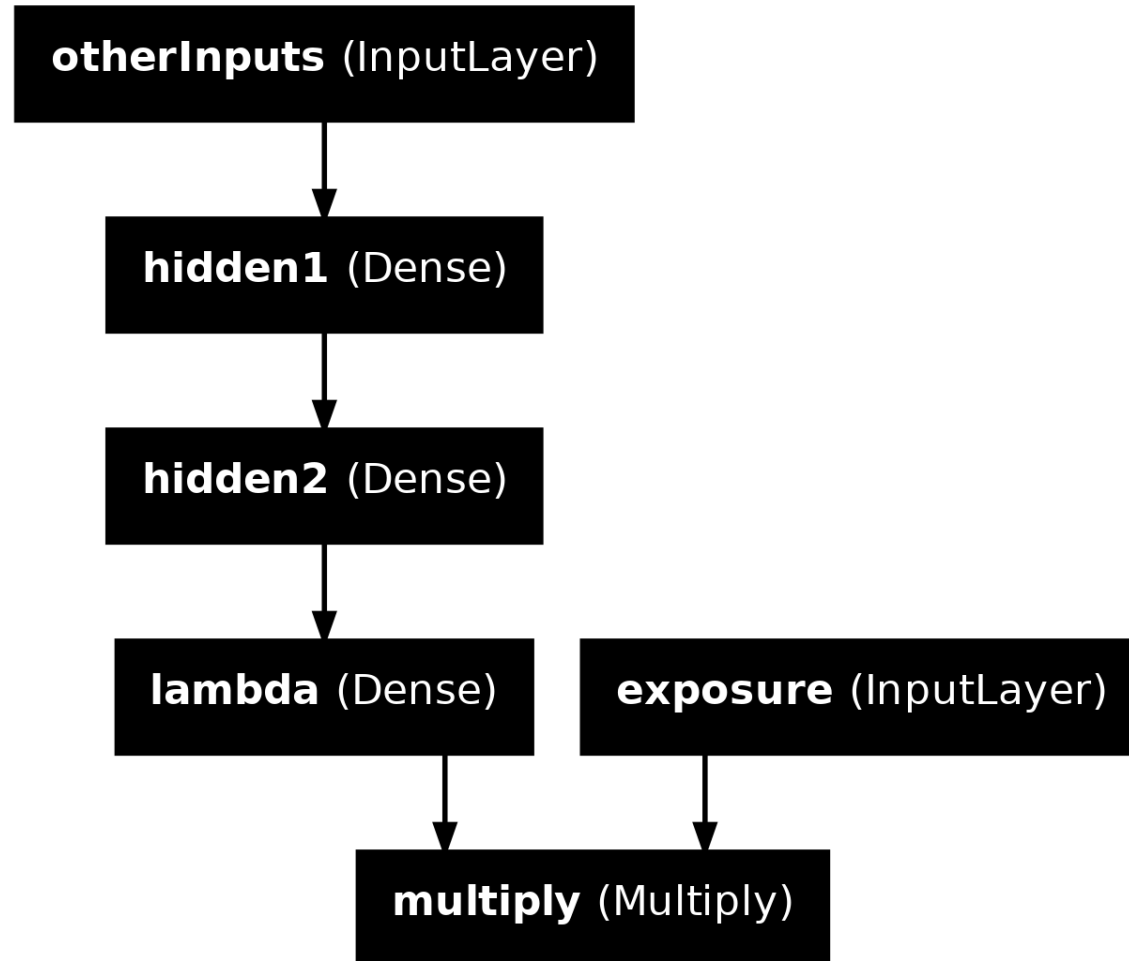 otherInputs (InputLayer)
hidden1 (Dense)
hidden2 (Dense)
lambda (Dense)
exposure (InputLayer)
multiply (Multiply)